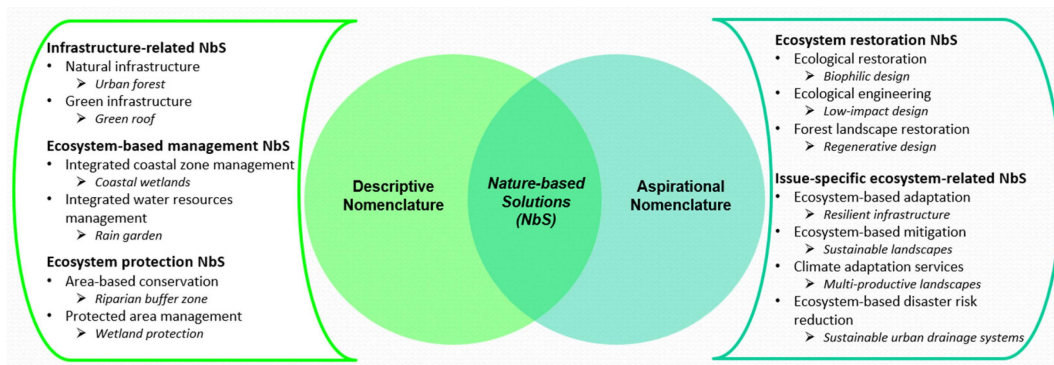 Infrastructure-related NbS
• Natural infrastructure
➢ Urban forest
• Green infrastructure
➢ Green roof
Ecosystem-based management NbS
• Integrated coastal zone management
➢ Coastal wetlands
• Integrated water resources
management
➢ Rain garden
Ecosystem protection NbS
• Area-based conservation
➢ Riparian buffer zone
• Protected area management
➢ Wetland protection
Descriptive
Nomenclature
Nature-based
Solutions
(NbS)
Aspirational
Nomenclature
Ecosystem restoration NbS
• Ecological restoration
➢ Biophilic design
• Ecological engineering
➢ Low-impact design
• Forest landscape restoration
➢ Regenerative design
Issue-specific ecosystem-related NbS
• Ecosystem-based adaptation
➢ Resilient infrastructure
• Ecosystem-based mitigation
➢ Sustainable landscapes
• Climate adaptation services
➢ Multi-productive landscapes
• Ecosystem-based disaster risk
reduction
➢ Sustainable urban drainage systems